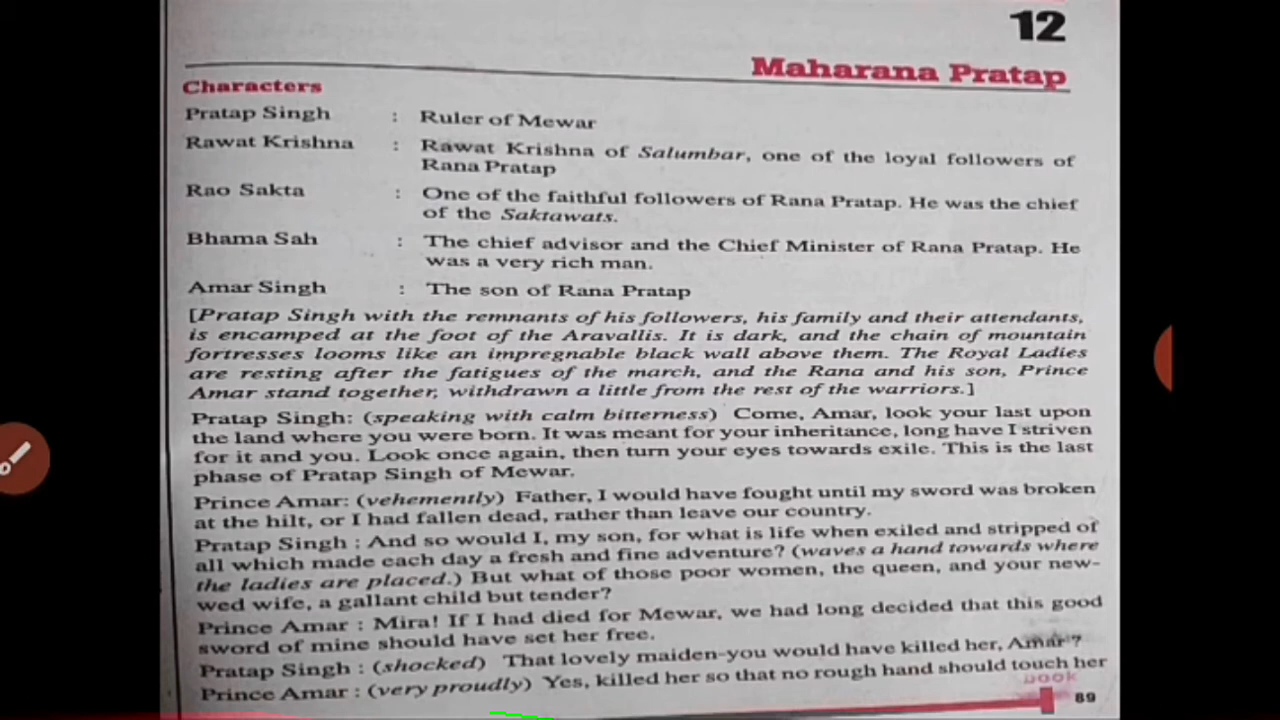 12
Maharana Pratap
Characters
Pratap Singh : Ruler of Mewar
Rawat Krishna : Rawat Krishna of Salumbar, one of the loyal followers of
Rana Pratap
Rao Sakta : One of the faithful followers of Rana Pratap. He was the chief
of the Saktawats.
Bhama Sah : The chief advisor and the Chief Minister of Rana Pratap. He
was a very rich man.
Amar Singh : The son of Rana Pratap
[Pratap Singh with the remnants of his followers, his family and their attendants,
is encamped at the foot of the Aravallis. It is dark, and the chain of mountain
fortresses looms like an impregnable black wall above them. The Royal Ladies
are resting after the fatigues of the march, and the Rana and his son, Prince
Amar stand together, withdrawn a little from the rest of the warriors.]
Pratap Singh: (speaking with calm bitterness) Come, Amar, look your last upon
the land where you were born. It was meant for your inheritance, long have I striven
for it and you. Look once again, then turn your eyes towards exile. This is the last
phase of Pratap Singh of Mewar.
Prince Amar: (vehemently) Father, I would have fought until my sword was broken
at the hilt, or I had fallen dead, rather than leave our country.
Pratap Singh : And so would I, my son, for what is life when exiled and stripped of
all which made each day a fresh and fine adventure? (waves a hand towards where
the ladies are placed.) But what of those poor women, the queen, and your new-
wed wife, a gallant child but tender?
Prince Amar : Mira! If I had died for Mewar, we had long decided that this good
sword of mine should have set her free.
Pratap Singh : (shocked) That lovely maiden-you would have killed her, Amar?
Prince Amar : (very proudly) Yes, killed her so that no rough hand should touch her
BOOK
89